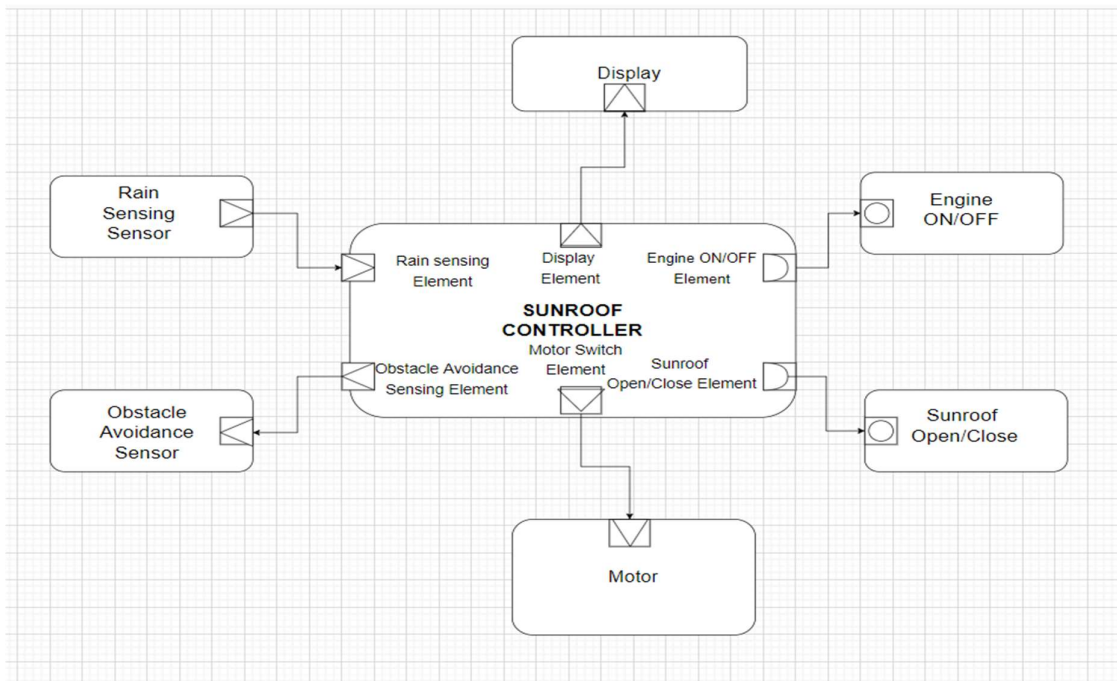 Display
Rain
Sensing
Sensor
Engine
ON/OFF
Rain sensing
Element
Display
Element
Engine ON/OFF
Element
SUNROOF
CONTROLLER
Motor Switch
Element
Obstacle Avoidance
Sensing Element
Sunroof
Open/Close Element
Obstacle
Avoidance
Sensor
Sunroof
Open/Close
Motor